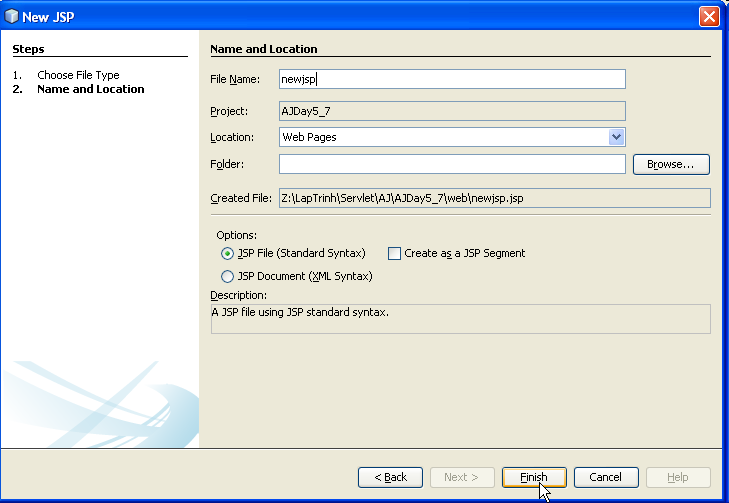 New JSP
Steps
1. Choose File Type
2. Name and Location
Name and Location
File Name: newjsp
Project: AJDay5_7
Location: Web Pages
Folder: Browse...
Created File: Z:\LapTrinh\Servlet\AJ\AJDay5_7\web\newjsp.jsp
Options:
JSP File (Standard Syntax) Create as a JSP Segment
JSP Document (XML Syntax)
Description:
A JSP file using JSP standard syntax.
< Back Next > Finish Cancel Help